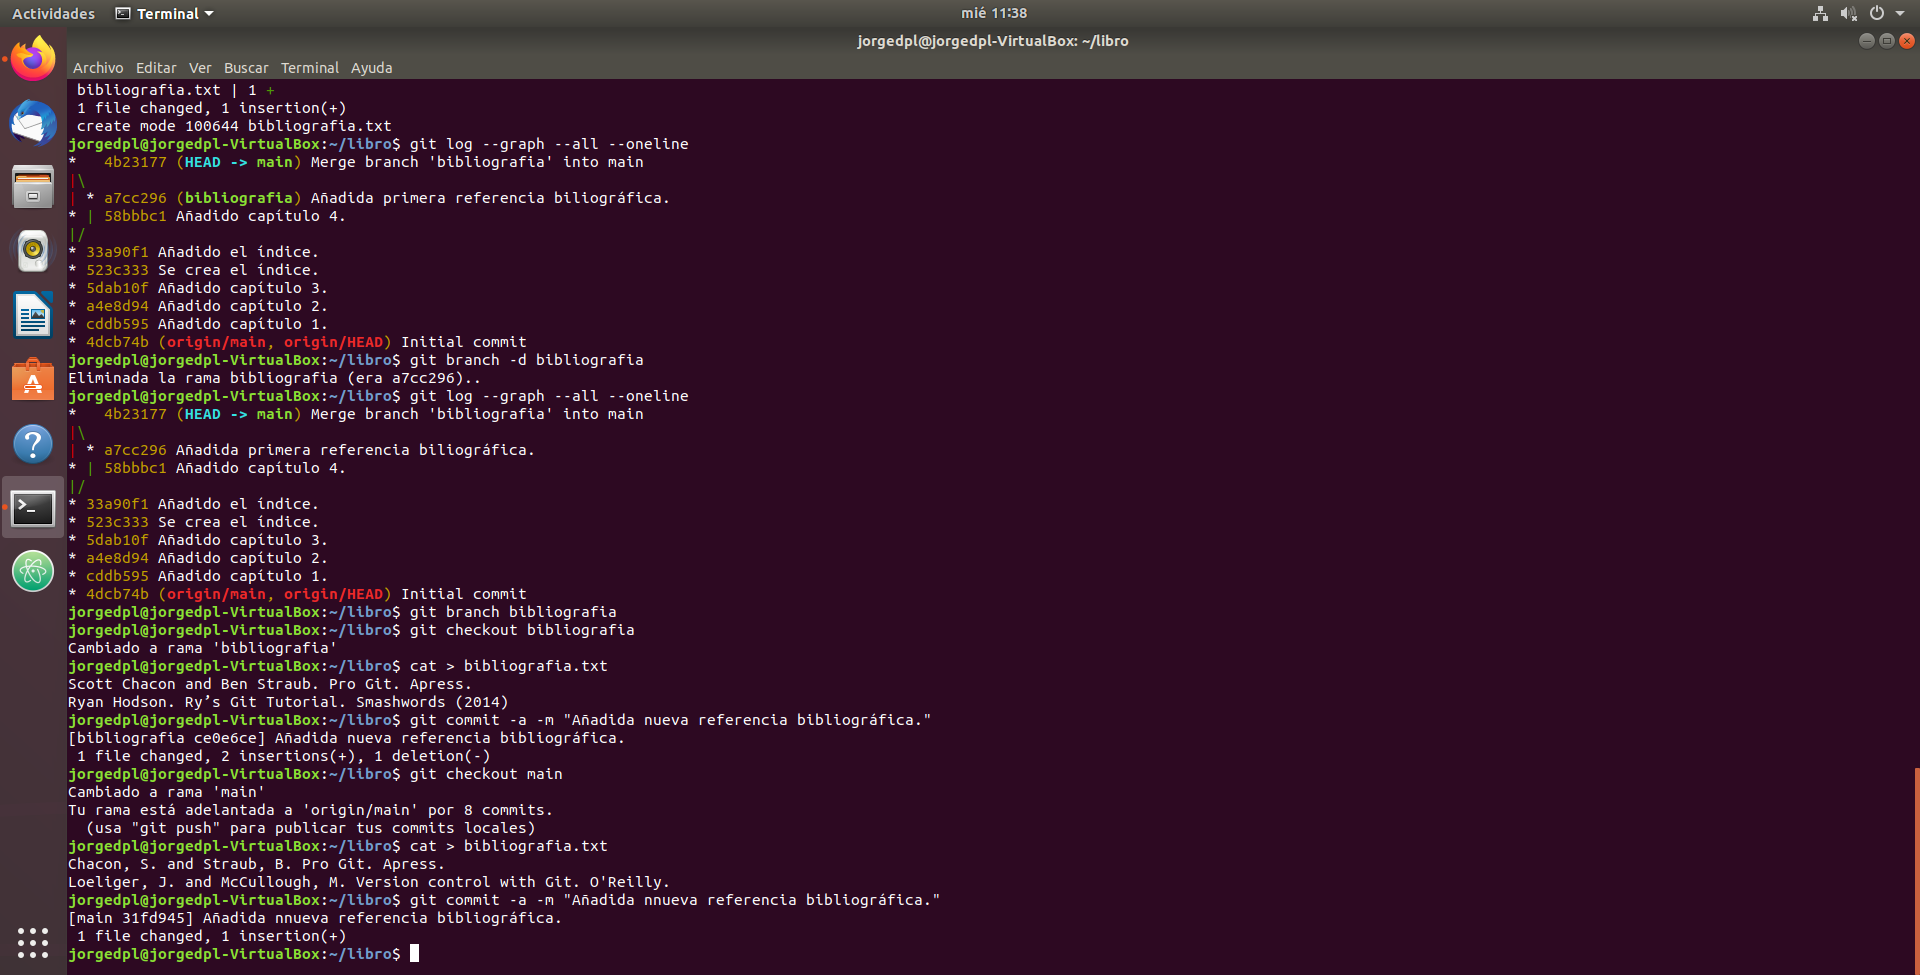 Actividades Terminal mié 11:38
jorgedpl@jorgedpl-VirtualBox: ~/libro
Archivo Editar Ver Buscar Terminal Ayuda
 bibliografia.txt | 1 +
 1 file changed, 1 insertion(+)
 create mode 100644 bibliografia.txt
jorgedpl@jorgedpl-VirtualBox:~/libro$ git log --graph --all --oneline
*   4b23177 (HEAD -> main) Merge branch 'bibliografia' into main
|\
| * a7cc296 (bibliografia) Añadida primera referencia biliográfica.
* | 58bbbc1 Añadido capítulo 4.
|/
* 33a90f1 Añadido el índice.
* 523c333 Se crea el índice.
* 5dab10f Añadido capítulo 3.
* a4e8d94 Añadido capítulo 2.
* cddb595 Añadido capítulo 1.
* 4dcb74b (origin/main, origin/HEAD) Initial commit
jorgedpl@jorgedpl-VirtualBox:~/libro$ git branch -d bibliografia
Eliminada la rama bibliografia (era a7cc296)..
jorgedpl@jorgedpl-VirtualBox:~/libro$ git log --graph --all --oneline
*   4b23177 (HEAD -> main) Merge branch 'bibliografia' into main
|\
| * a7cc296 Añadida primera referencia biliográfica.
* | 58bbbc1 Añadido capítulo 4.
|/
* 33a90f1 Añadido el índice.
* 523c333 Se crea el índice.
* 5dab10f Añadido capítulo 3.
* a4e8d94 Añadido capítulo 2.
* cddb595 Añadido capítulo 1.
* 4dcb74b (origin/main, origin/HEAD) Initial commit
jorgedpl@jorgedpl-VirtualBox:~/libro$ git branch bibliografia
jorgedpl@jorgedpl-VirtualBox:~/libro$ git checkout bibliografia
Cambiado a rama 'bibliografia'
jorgedpl@jorgedpl-VirtualBox:~/libro$ cat > bibliografia.txt
Scott Chacon and Ben Straub. Pro Git. Apress.
Ryan Hodson. Ry’s Git Tutorial. Smashwords (2014)
jorgedpl@jorgedpl-VirtualBox:~/libro$ git commit -a -m "Añadida nueva referencia bibliográfica."
[bibliografia ce0e6ce] Añadida nueva referencia bibliográfica.
 1 file changed, 2 insertions(+), 1 deletion(-)
jorgedpl@jorgedpl-VirtualBox:~/libro$ git checkout main
Cambiado a rama 'main'
Tu rama está adelantada a 'origin/main' por 8 commits.
  (usa "git push" para publicar tus commits locales)
jorgedpl@jorgedpl-VirtualBox:~/libro$ cat > bibliografia.txt
Chacon, S. and Straub, B. Pro Git. Apress.
Loeliger, J. and McCullough, M. Version control with Git. O'Reilly.
jorgedpl@jorgedpl-VirtualBox:~/libro$ git commit -a -m "Añadida nnueva referencia bibliográfica."
[main 31fd945] Añadida nnueva referencia bibliográfica.
 1 file changed, 1 insertion(+)
jorgedpl@jorgedpl-VirtualBox:~/libro$